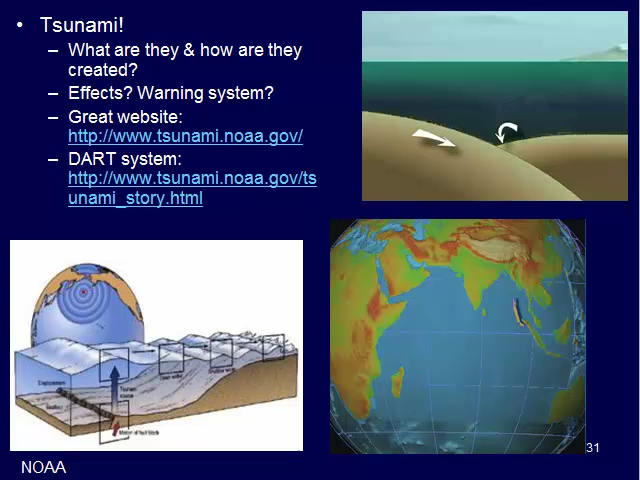 • Tsunami!
– What are they & how are they
created?
– Effects? Warning system?
– Great website:
http://www.tsunami.noaa.gov/
– DART system:
http://www.tsunami.noaa.gov/ts
unami_story.html
31
NOAA